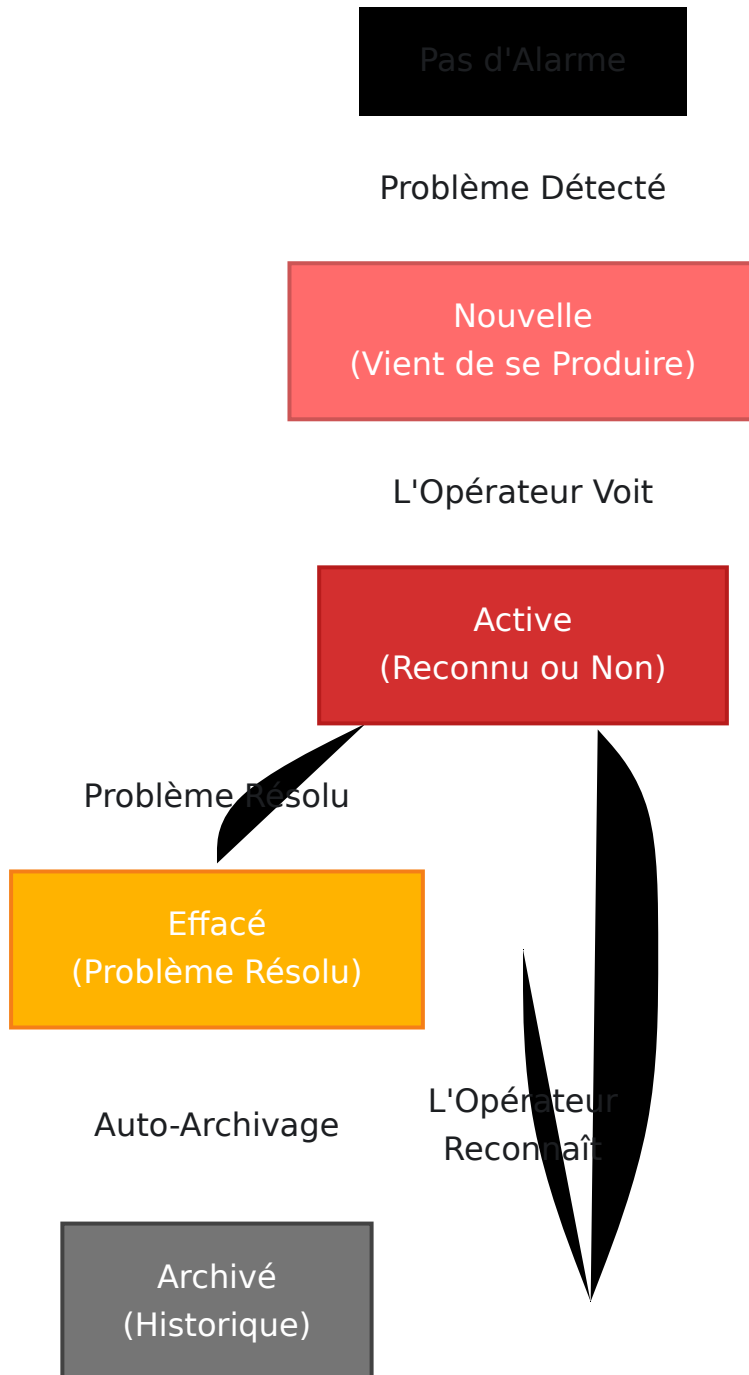 Pas d'Alarme
Problème Détecté
Nouvelle
(Vient de se Produire)
L'Opérateur Voit
Active
(Reconnu ou Non)
Problème Résolu
Effacé
(Problème Résolu)
L'Opérateur
Reconnaît
Auto-Archivage
Archivé
(Historique)